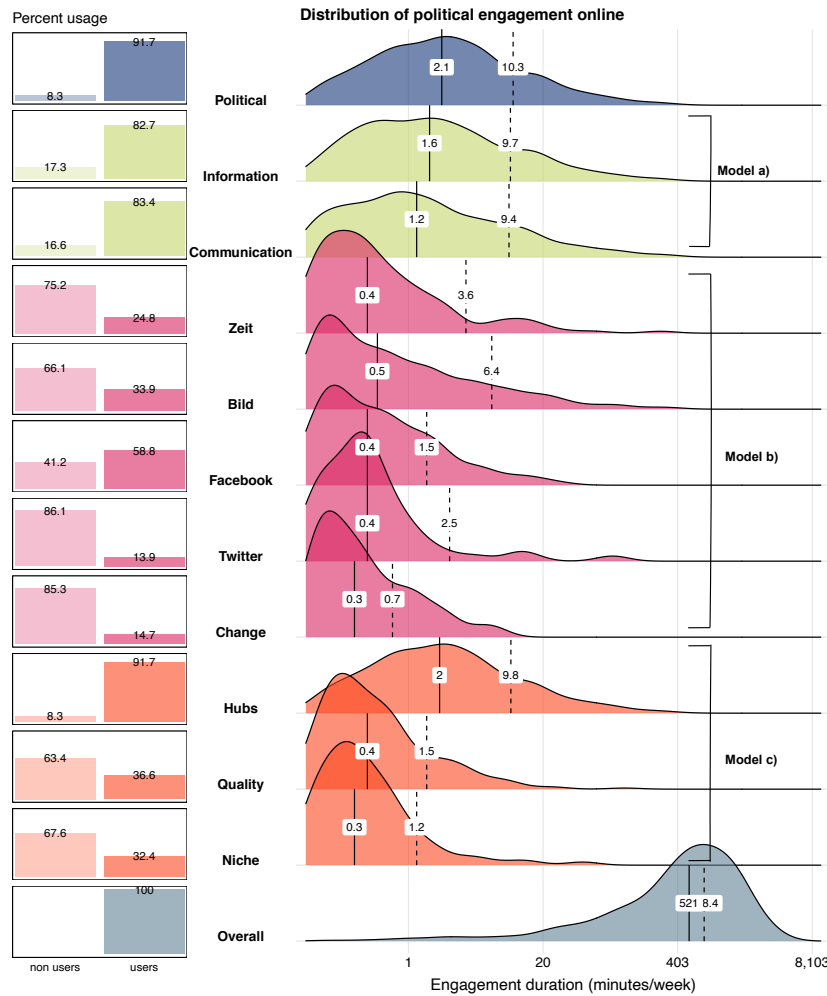 Percent usage
Distribution of political engagement online
8.3
91.7
Political
2.1
10.3
17.3
82.7
Information
1.6
9.7
Model a)
16.6
83.4
Communication
1.2
9.4
75.2
24.8
Zeit
0.4
3.6
66.1
33.9
Bild
0.5
6.4
41.2
58.8
Facebook
0.4
1.5
Model b)
86.1
13.9
Twitter
0.4
2.5
85.3
14.7
Change
0.3
0.7
8.3
91.7
Hubs
2
9.8
63.4
36.6
Quality
0.4
1.5
Model c)
67.6
32.4
Niche
0.3
1.2
100
Overall
521
8.4
non users
users
1
20
403
8,103
Engagement duration (minutes/week)